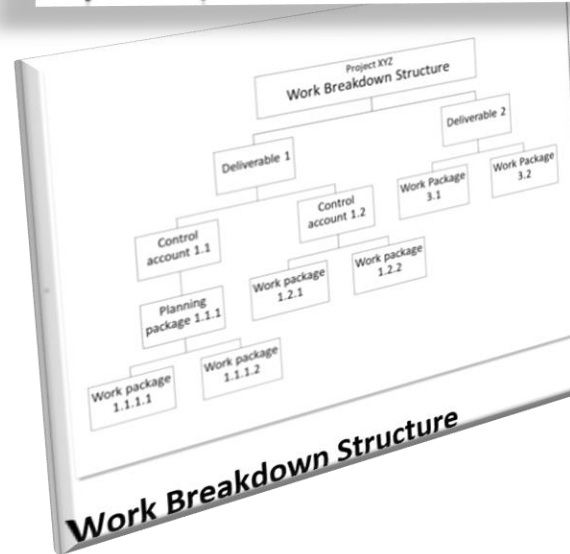 Project XYZ
Work Breakdown Structure
Deliverable 1
Deliverable 2
Control
account 1.1
Control
account 1.2
Work Package
3.1
Work Package
3.2
Planning
package 1.1.1
Work package
1.2.1
Work package
1.2.2
Work package
1.1.1.1
Work package
1.1.1.2
Work Breakdown Structure